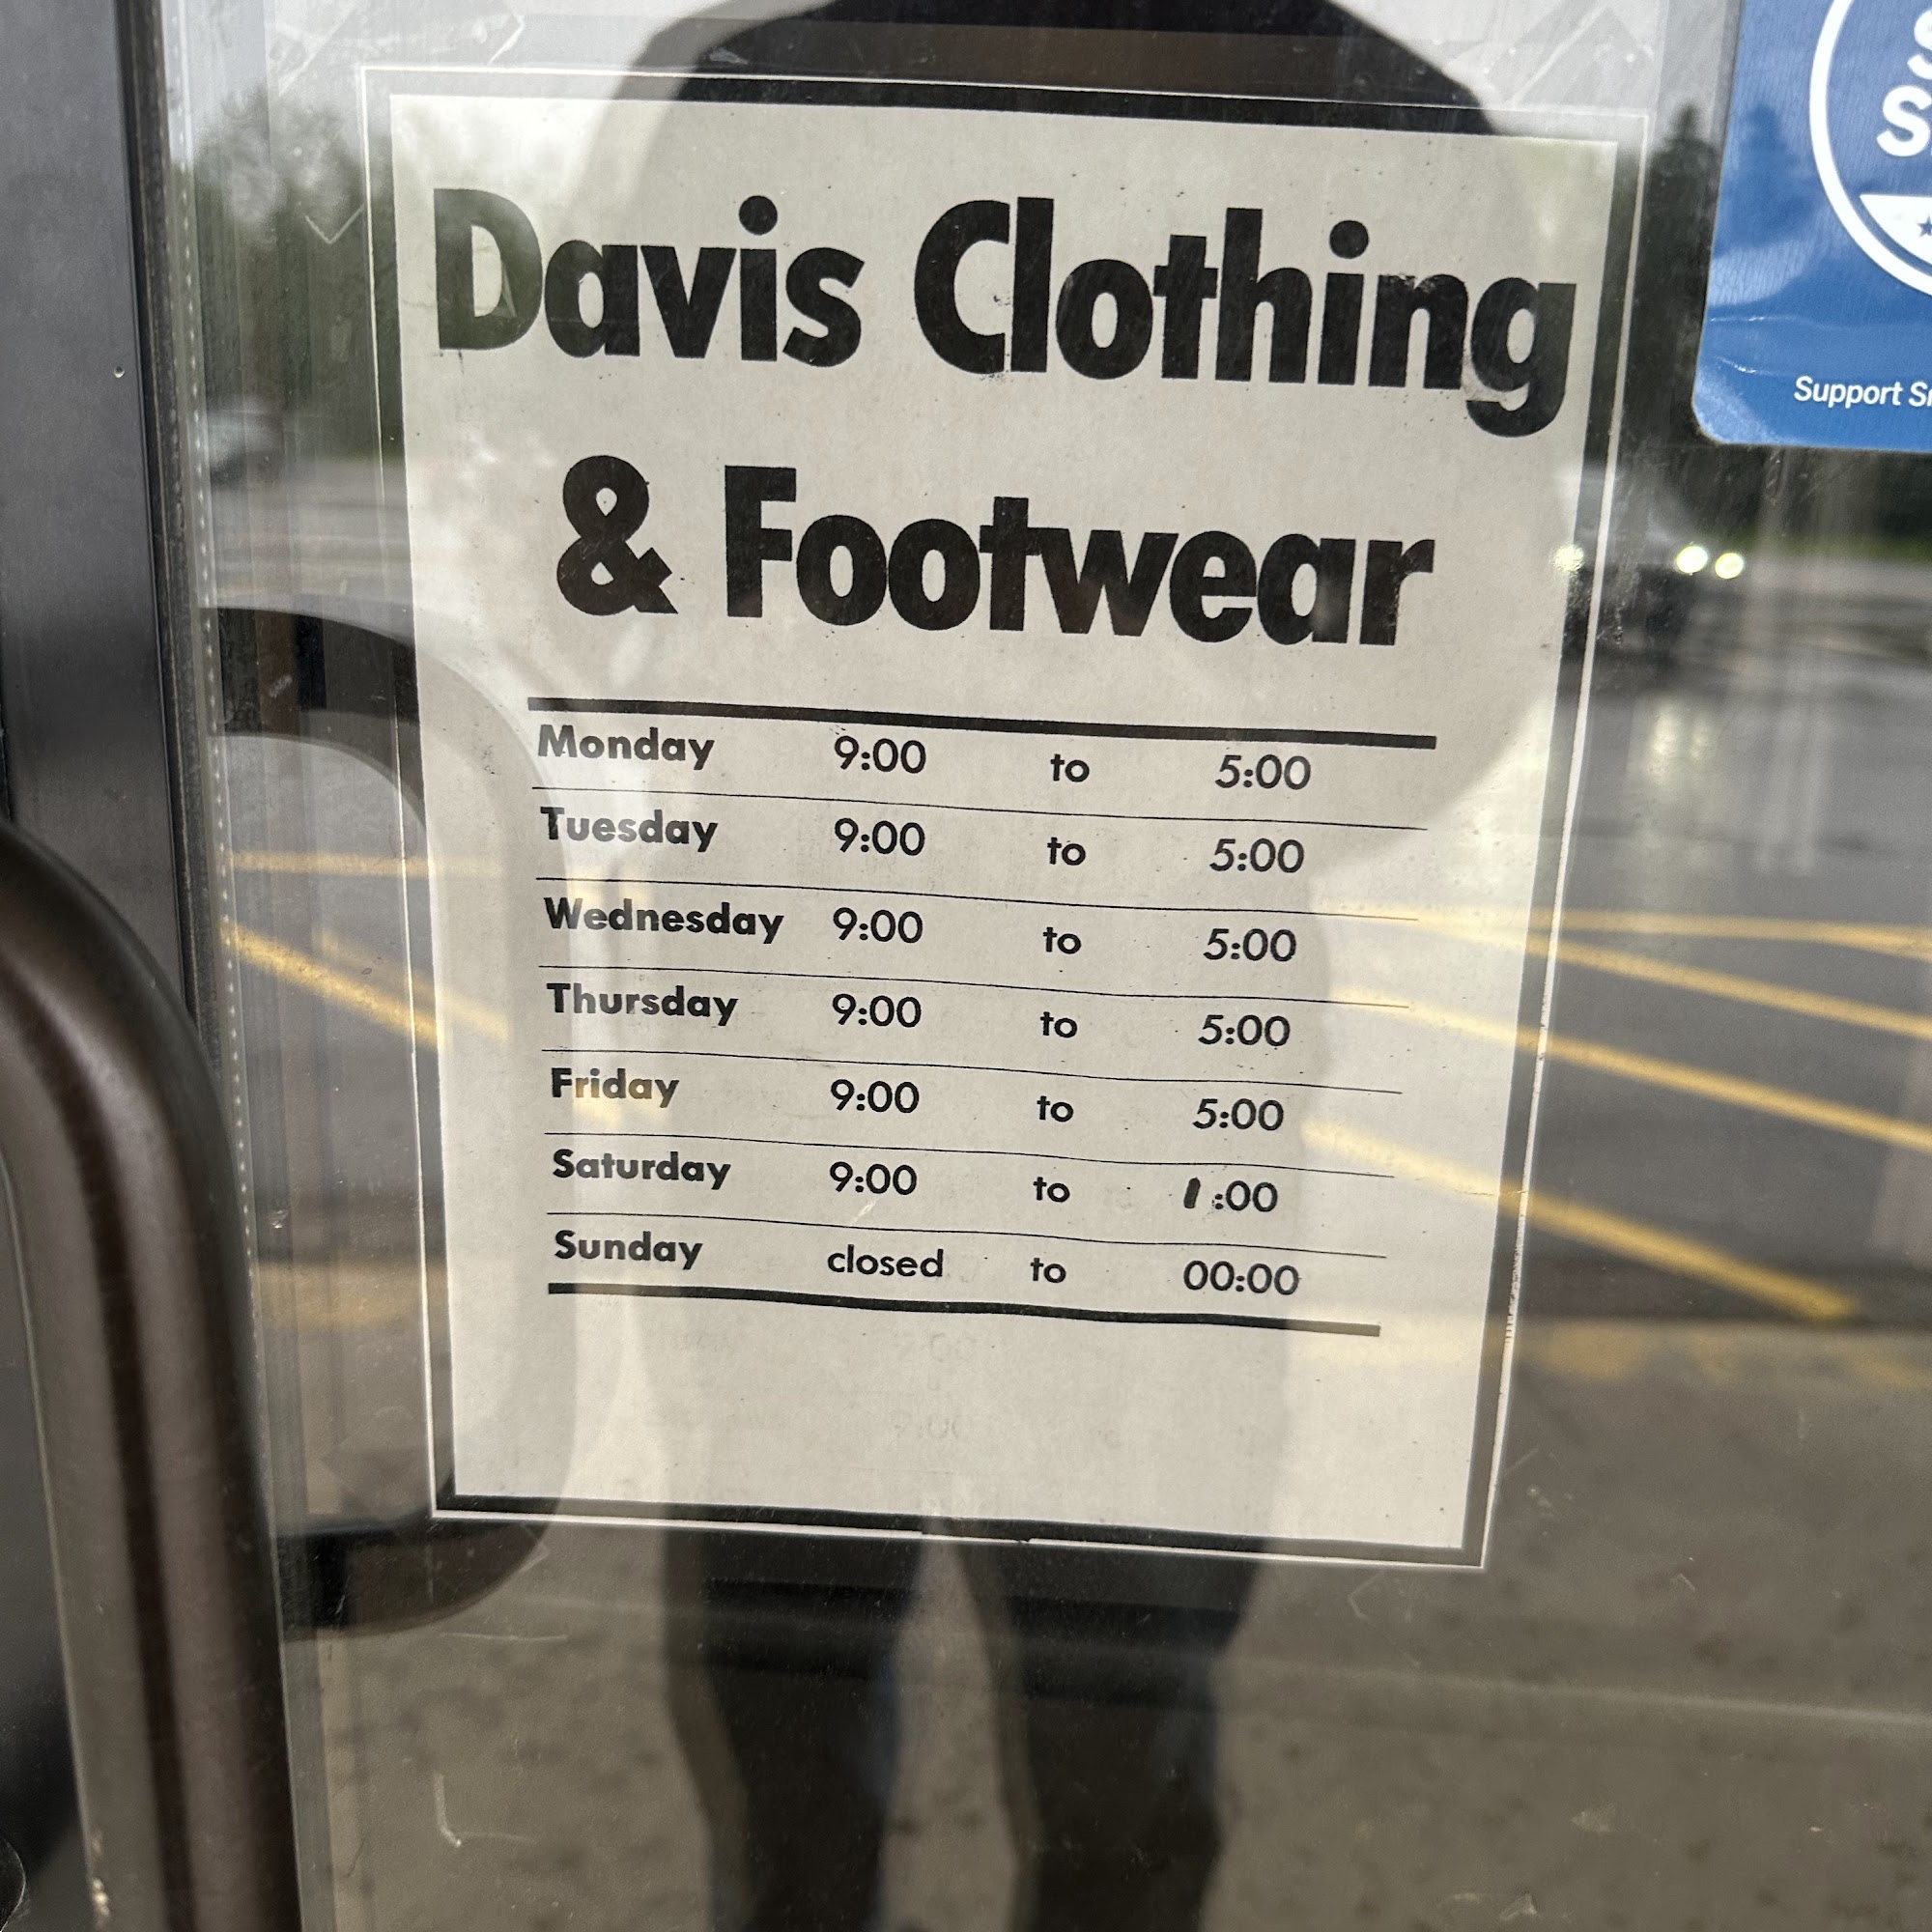 Davis Clothing
& Footwear
Monday 9:00 to 5:00
Tuesday 9:00 to 5:00
Wednesday 9:00 to 5:00
Thursday 9:00 to 5:00
Friday 9:00 to 5:00
Saturday 9:00 to 1:00
Sunday closed to 00:00
Support